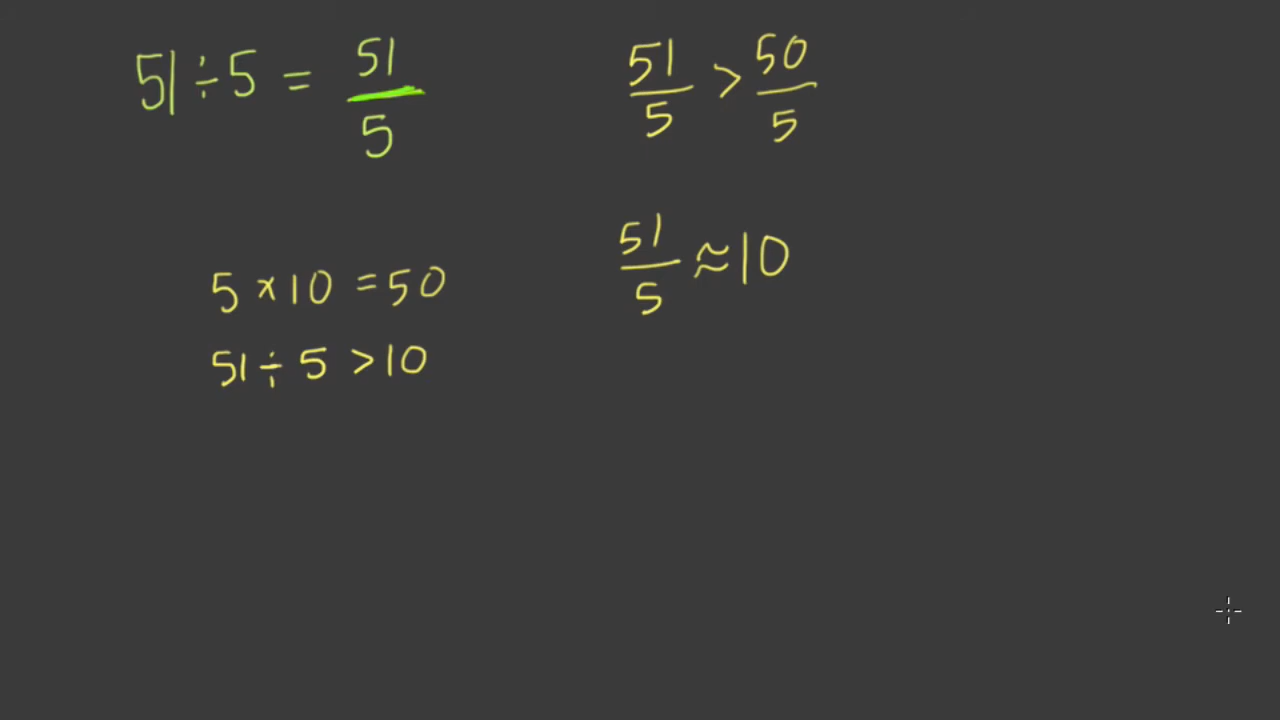 51 ÷ 5 = 51/5
51/5 > 50/5
51/5 ≈ 10
5 × 10 = 50
51 ÷ 5 > 10